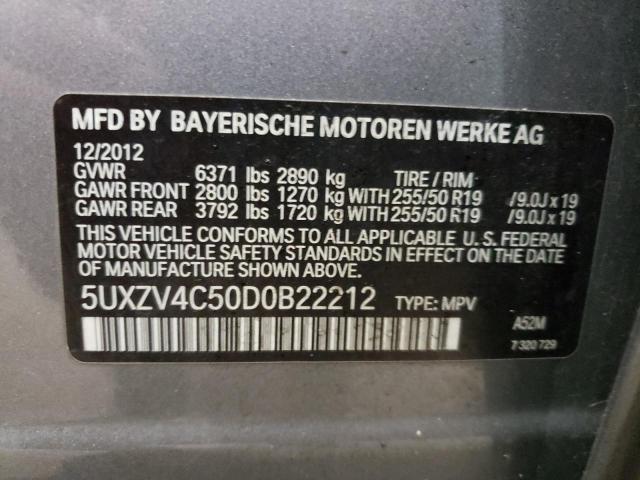 MFD BY BAYERISCHE MOTOREN WERKE AG
12/2012
GVWR 6371 lbs 2890 kg TIRE / RIM
GAWR FRONT 2800 lbs 1270 kg WITH 255/50 R19 /9.0J x 19
GAWR REAR 3792 lbs 1720 kg WITH 255/50 R19 /9.0J x 19
THIS VEHICLE CONFORMS TO ALL APPLICABLE U. S. FEDERAL
MOTOR VEHICLE SAFETY STANDARDS IN EFFECT ON THE DATE OF
MANUFACTURE SHOWN ABOVE.
5UXZV4C50D0B22212 TYPE: MPV
A52M
7 320 729